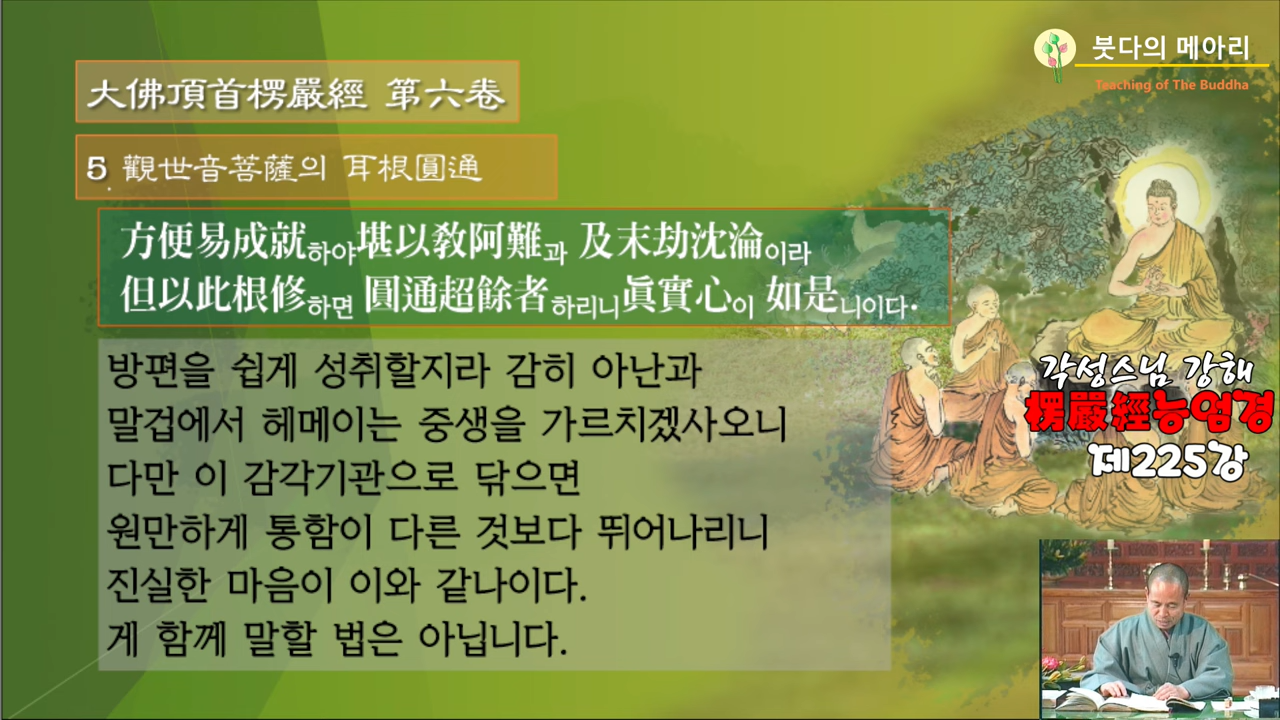 붓다의 메아리
Teaching of The Buddha
大佛頂首楞嚴經 第六卷
5. 觀世音菩薩의 耳根圓通
方便易成就하야堪以敎阿難과 及末劫沈淪이라
但以此根修하면 圓通超餘者하리니眞實心이 如是니이다.
방편을 쉽게 성취할지라 감히 아난과
말겁에서 헤메이는 중생을 가르치겠사오니
다만 이 감각기관으로 닦으면
원만하게 통함이 다른 것보다 뛰어나리니
진실한 마음이 이와 같나이다.
게 함께 말할 법은 아닙니다.
각성스님 강해
楞嚴經능엄경
제225강